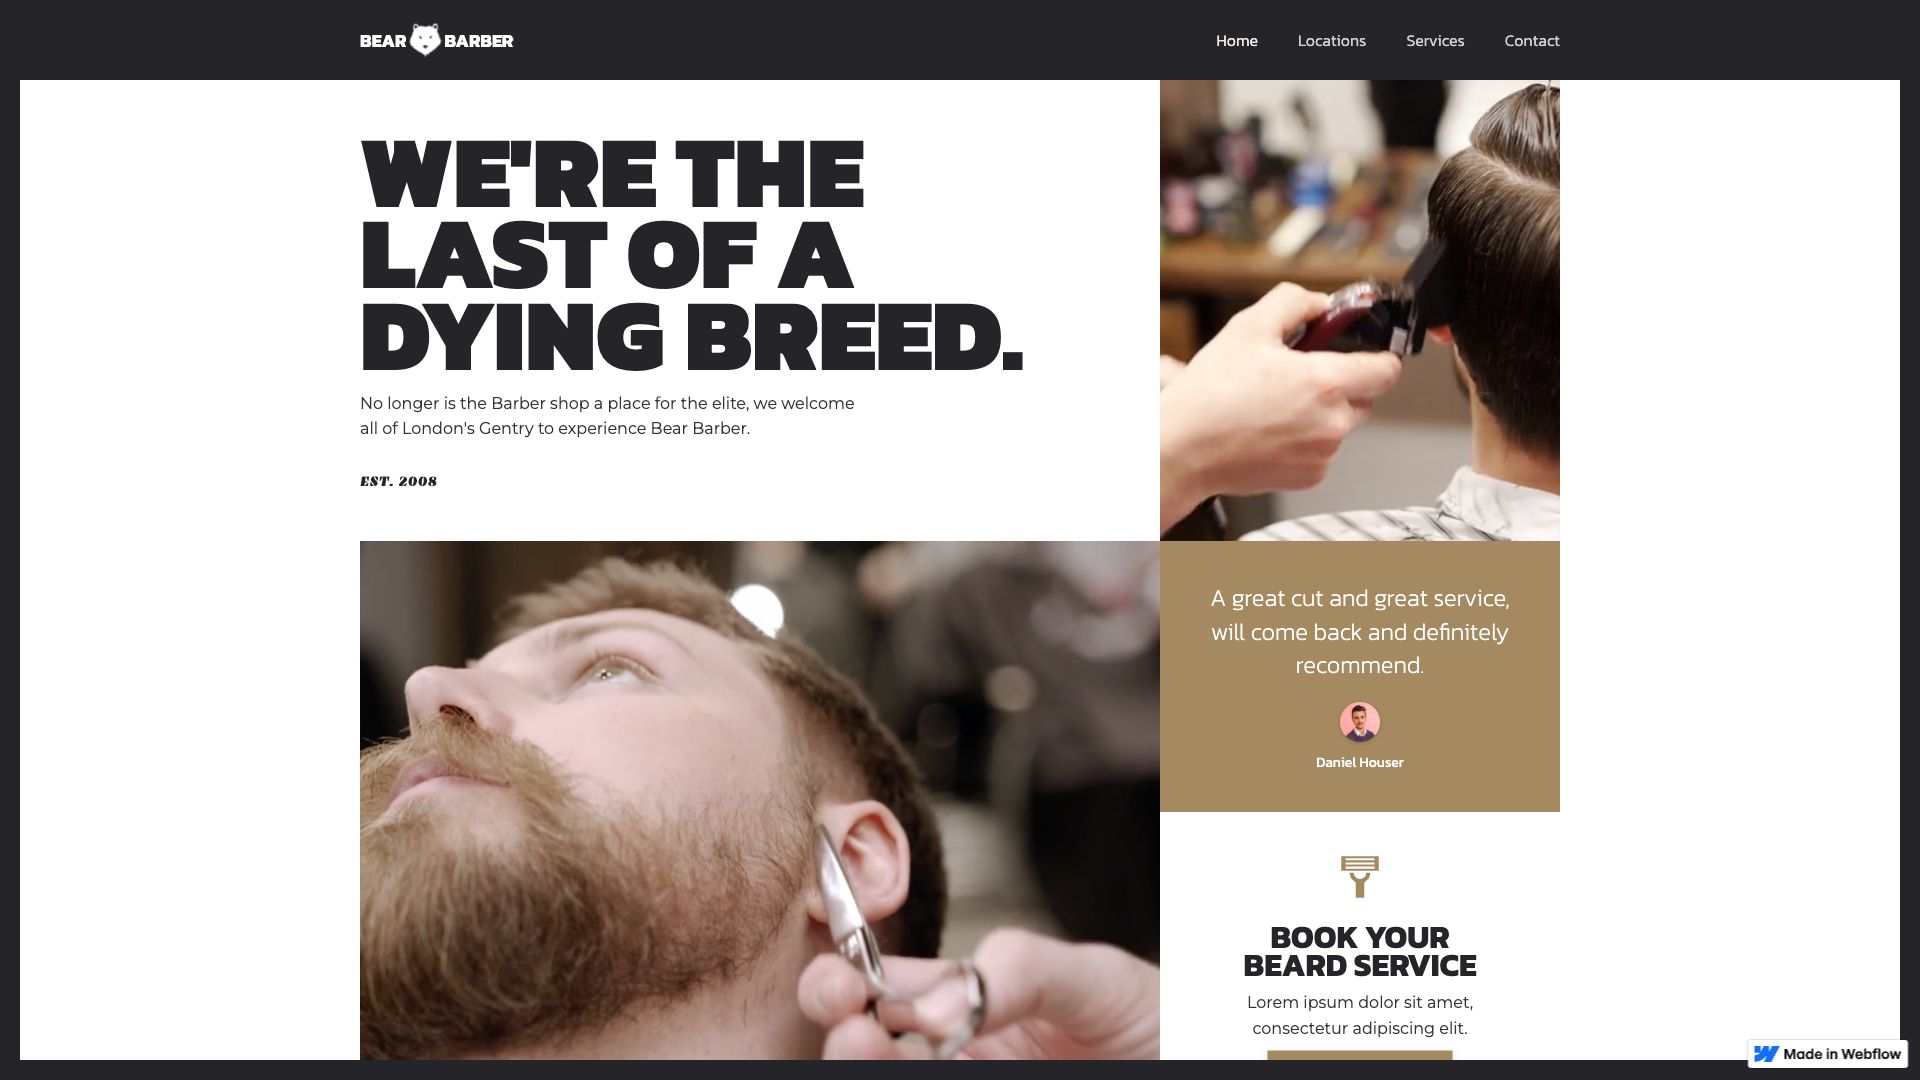 BEAR BARBER
Home
Locations
Services
Contact
WE'RE THE
LAST OF A
DYING BREED.
No longer is the Barber shop a place for the elite, we welcome
all of London's Gentry to experience Bear Barber.
EST. 2008
A great cut and great service,
will come back and definitely
recommend.
Daniel Houser
BOOK YOUR
BEARD SERVICE
Lorem ipsum dolor sit amet,
consectetur adipiscing elit.
Made in Webflow